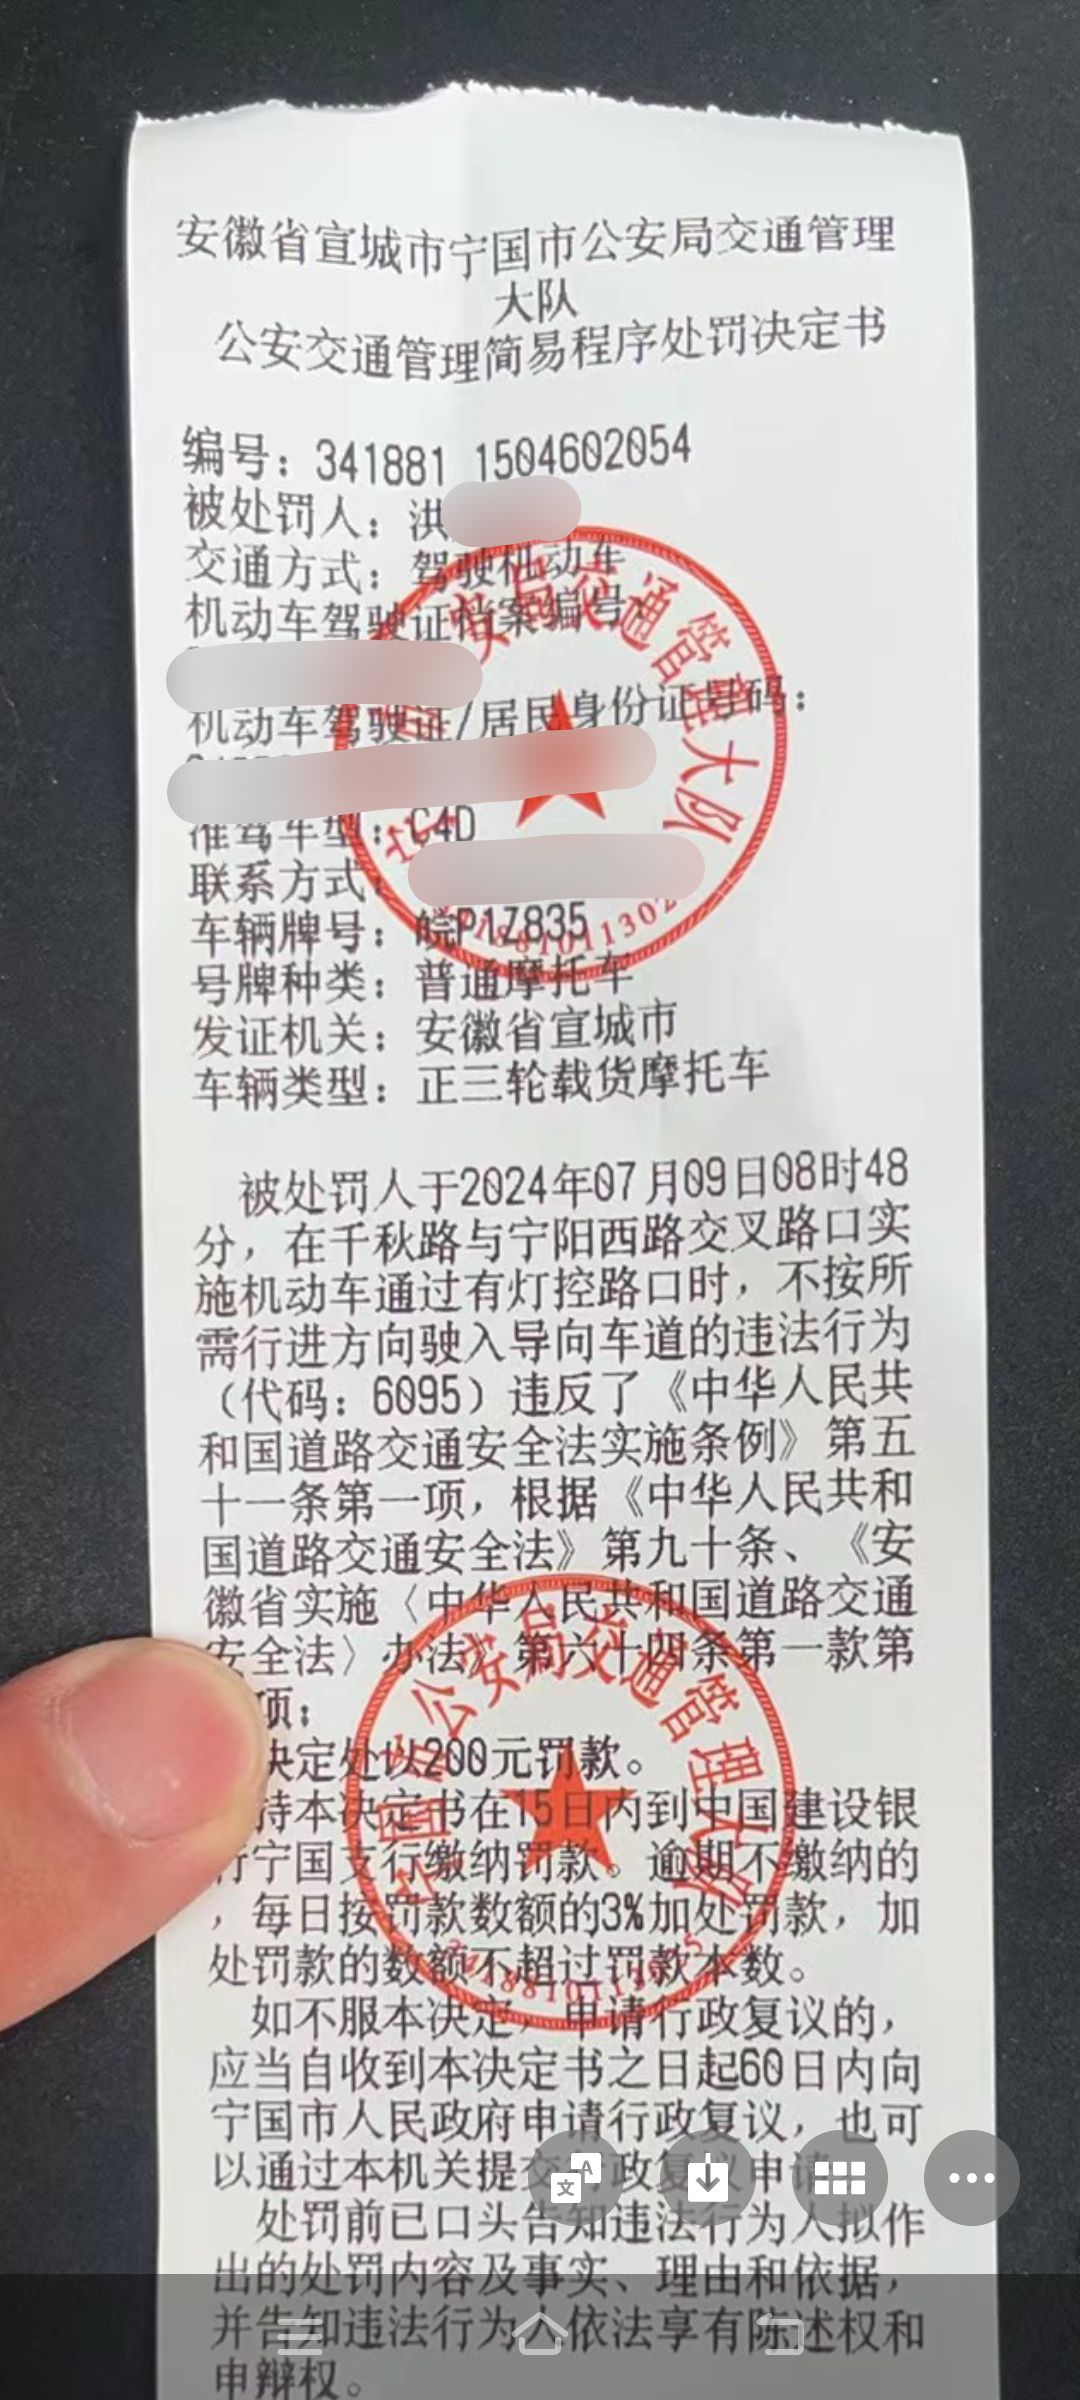 安徽省宣城市宁国市公安局交通管理
大队
公安交通管理简易程序处罚决定书
编号：341881 1504602054
被处罚人：洪
交通方式：驾驶机动车
机动车驾驶证档案编号
机动车驾驶证/居民身份证号码：
准驾车型：C4D
联系方式：
车辆牌号：皖P1Z835
号牌种类：普通摩托车
发证机关：安徽省宣城市
车辆类型：正三轮载货摩托车
被处罚人于2024年07月09日08时48
分，在千秋路与宁阳西路交叉路口实
施机动车通过有灯控路口时，不按所
需行进方向驶入导向车道的违法行为
（代码：6095）违反了《中华人民共
和国道路交通安全法实施条例》第五
十一条第一项，根据《中华人民共和
国道路交通安全法》第九十条、《安
徽省实施〈中华人民共和国道路交通
安全法〉办法》第六十四条第一款第
项：
决定处以200元罚款。
持本决定书在15日内到中国建设银
行宁国支行缴纳罚款。逾期不缴纳的
，每日按罚款数额的3%加处罚款，加
处罚款的数额不超过罚款本数。
如不服本决定，申请行政复议的，
应当自收到本决定书之日起60日内向
宁国市人民政府申请行政复议，也可
以通过本机关提交行政复议申请
处罚前已口头告知违法行为人拟作
出的处罚内容及事实、理由和依据，
并告知违法行为人依法享有陈述权和
申辩权。